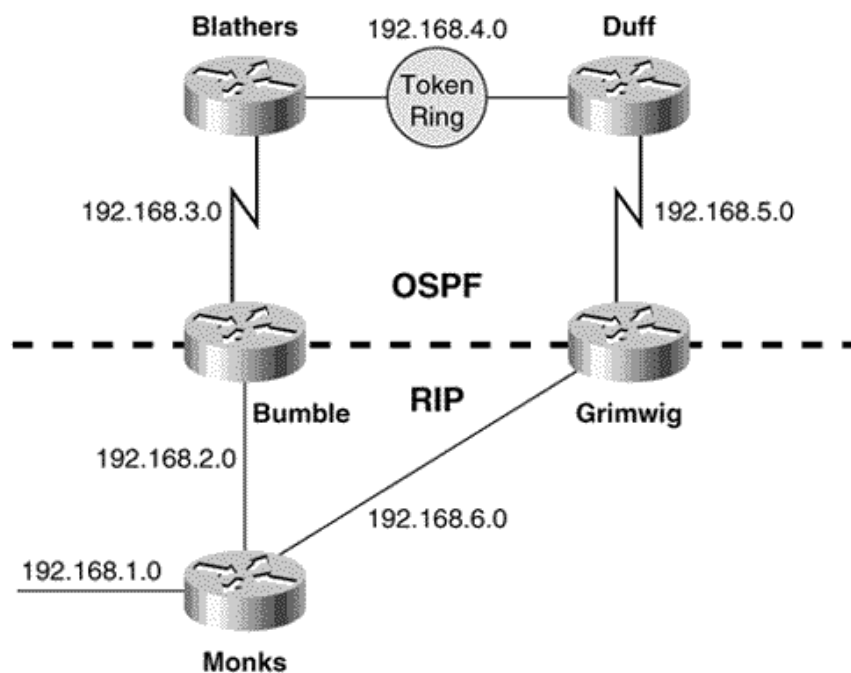 Blathers
192.168.4.0
Duff
Token
Ring
192.168.3.0
192.168.5.0
OSPF
RIP
Bumble
Grimwig
192.168.2.0
192.168.6.0
192.168.1.0
Monks